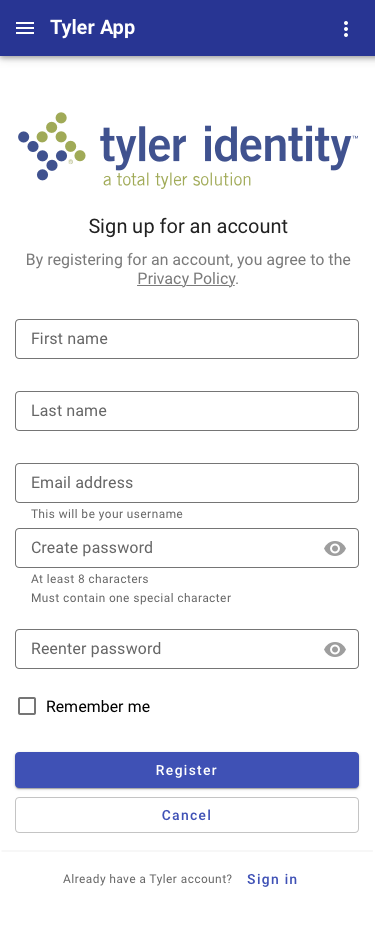 Tyler App
tyler identity™
a total tyler solution
Sign up for an account
By registering for an account, you agree to the
Privacy Policy.
First name
Last name
Email address
This will be your username
Create password
At least 8 characters
Must contain one special character
Reenter password
Remember me
Register
Cancel
Already have a Tyler account? Sign in